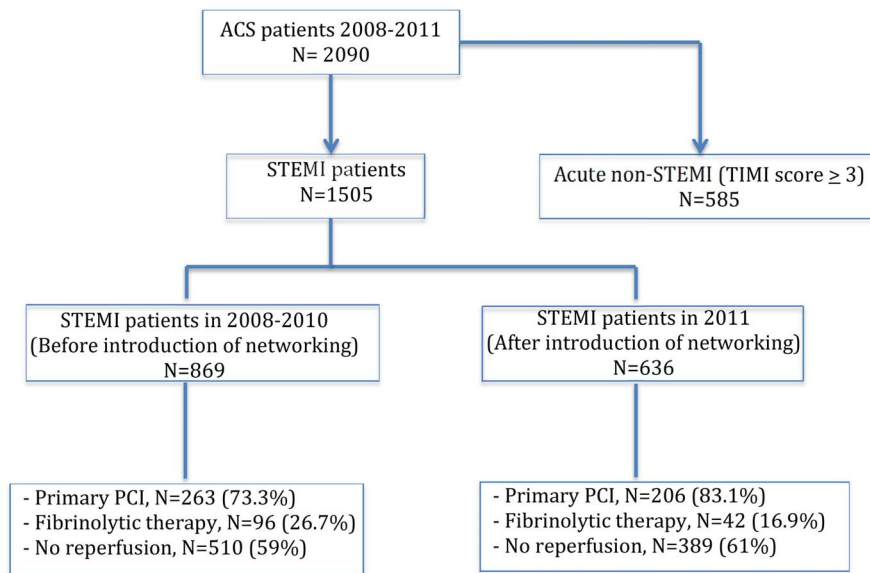 ACS patients 2008-2011
N= 2090
STEMI patients
N=1505
Acute non-STEMI (TIMI score ≥ 3)
N=585
STEMI patients in 2008-2010
(Before introduction of networking)
N=869
STEMI patients in 2011
(After introduction of networking)
N=636
- Primary PCI, N=263 (73.3%)
- Fibrinolytic therapy, N=96 (26.7%)
- No reperfusion, N=510 (59%)
- Primary PCI, N=206 (83.1%)
- Fibrinolytic therapy, N=42 (16.9%)
- No reperfusion, N=389 (61%)